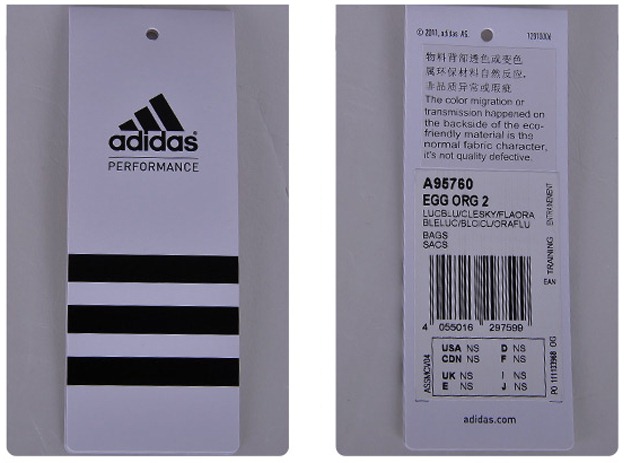 adidas®
PERFORMANCE
© 2011, adidas AG.
物料背部透色或变色
属环保材料自然反应,
非品质异常或瑕疵
The color migration or
transmission happened on
the backside of the eco-
friendly material is the
normal fabric character,
it's not quality defective.
A95760
EGG ORG 2
LUCBLU/CLESKY/FLAORA
BLELUC/BLCICL/ORAFLU
BAGS
SACS
TRAINING
ENTRAINEMENT
EAN
4 055016 297599
USA NS D NS
CDN NS F NS
UK NS I NS
E NS J NS
ASSMCV04
adidas.com